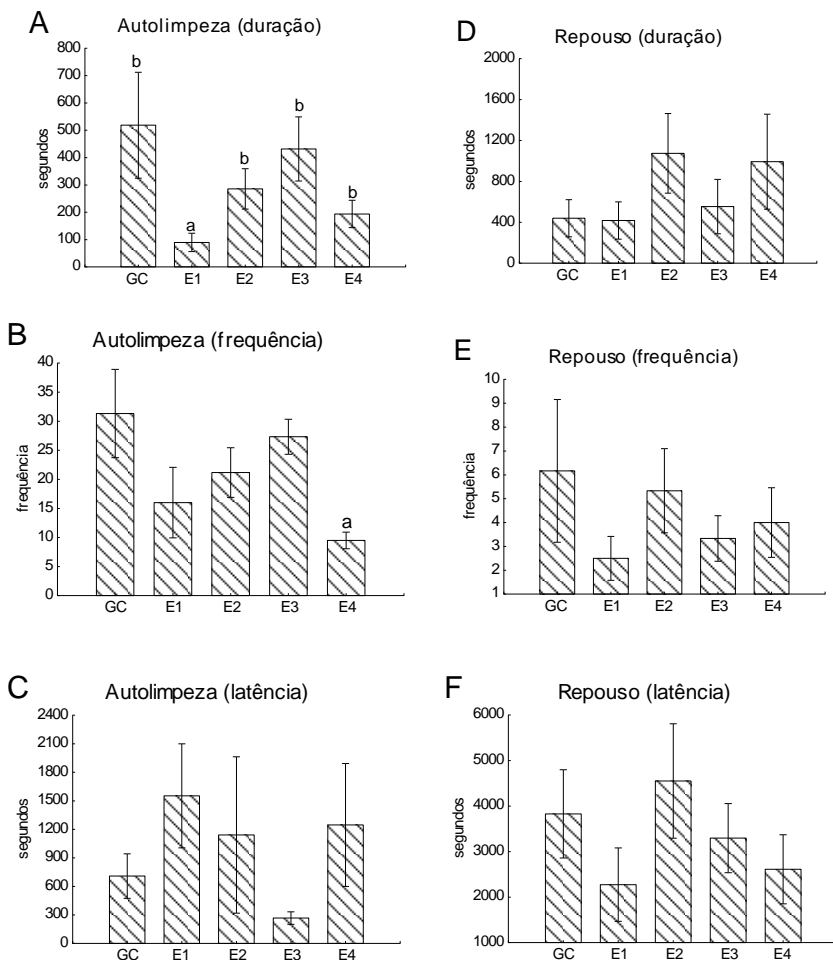 A
Autolimpeza (duração)
800
700
600
500
400
300
200
100
0
segundos
b
a
b
b
b
GC E1 E2 E3 E4
B
Autolimpeza (frequência)
40
35
30
25
20
15
10
5
0
frequência
a
GC E1 E2 E3 E4
C
Autolimpeza (latência)
2400
2100
1800
1500
1200
900
600
300
0
segundos
GC E1 E2 E3 E4
D
Repouso (duração)
2000
1600
1200
800
400
0
segundos
GC E1 E2 E3 E4
E
Repouso (frequência)
10
9
8
7
6
5
4
3
2
1
frequência
GC E1 E2 E3 E4
F
Repouso (latência)
6000
5000
4000
3000
2000
1000
segundos
GC E1 E2 E3 E4